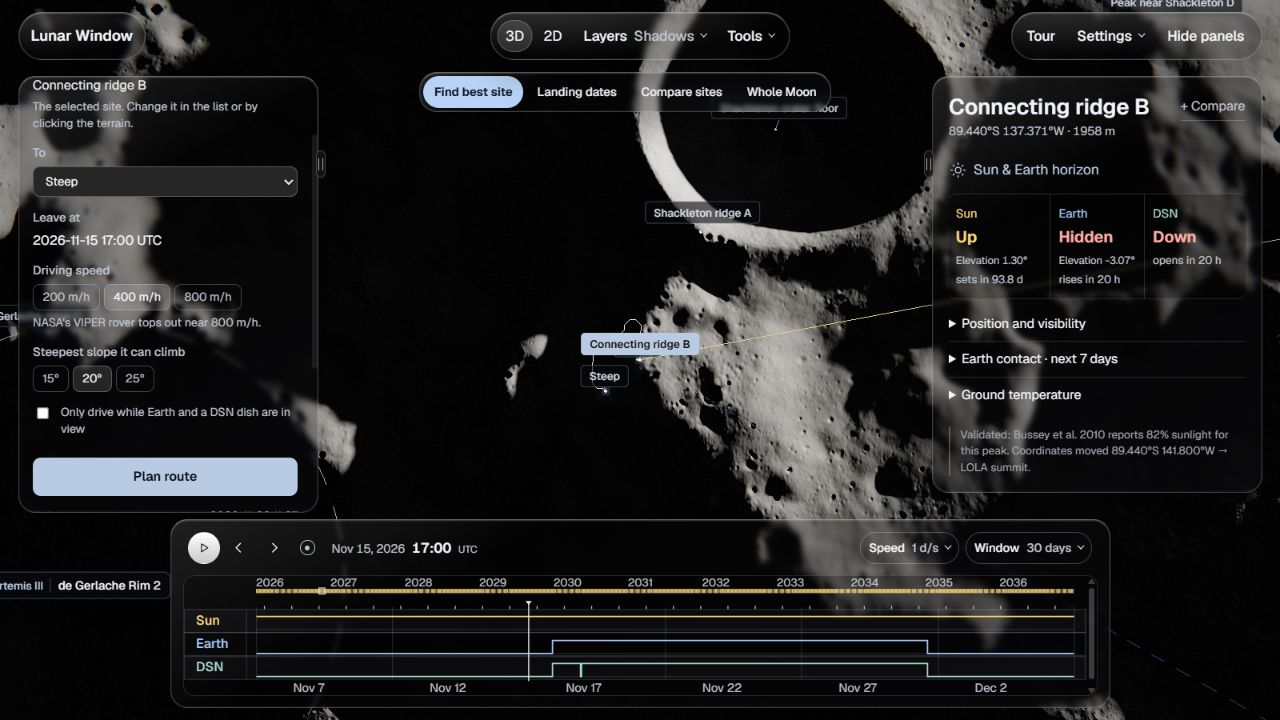 Peak near Shackleton D
Lunar Window
3D
2D
Layers Shadows
Tools
Tour
Settings
Hide panels
Find best site
Landing dates
Compare sites
Whole Moon
Connecting ridge B
The selected site. Change it in the list or by
clicking the terrain.
To
Steep
Leave at
2026-11-15 17:00 UTC
Driving speed
200 m/h
400 m/h
800 m/h
NASA's VIPER rover tops out near 800 m/h.
Steepest slope it can climb
15°
20°
25°
Only drive while Earth and a DSN dish are in
view
Plan route
Shackleton ridge A
Connecting ridge B
Steep
Connecting ridge B
+ Compare
89.440°S 137.371°W · 1958 m
Sun & Earth horizon
Sun
Up
Elevation 1.30°
sets in 93.8 d
Earth
Hidden
Elevation -3.07°
rises in 20 h
DSN
Down
opens in 20 h
Position and visibility
Earth contact · next 7 days
Ground temperature
Validated: Bussey et al. 2010 reports 82% sunlight for
this peak. Coordinates moved 89.440°S 141.800°W →
LOLA summit.
rtemis III
de Gerlache Rim 2
Nov 15, 2026 17:00 UTC
Speed 1 d/s
Window 30 days
2026 2027 2028 2029 2030 2031 2032 2033 2034 2035 2036
Sun
Earth
DSN
Nov 7 Nov 12 Nov 17 Nov 22 Nov 27 Dec 2